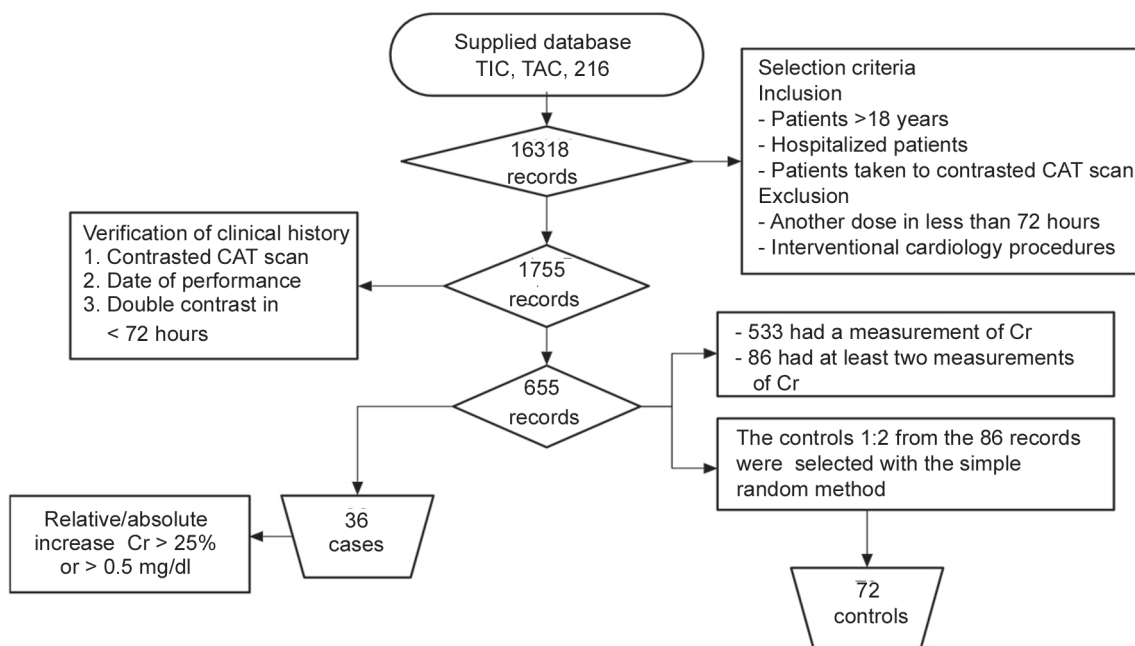 Supplied database
TIC, TAC, 216
Selection criteria
Inclusion
- Patients >18 years
- Hospitalized patients
- Patients taken to contrasted CAT scan
Exclusion
- Another dose in less than 72 hours
- Interventional cardiology procedures
16318
records
Verification of clinical history
1. Contrasted CAT scan
2. Date of performance
3. Double contrast in
< 72 hours
1755
records
- 533 had a measurement of Cr
- 86 had at least two measurements
of Cr
655
records
The controls 1:2 from the 86 records
were selected with the simple
random method
Relative/absolute
increase Cr > 25%
or > 0.5 mg/dl
36
cases
72
controls